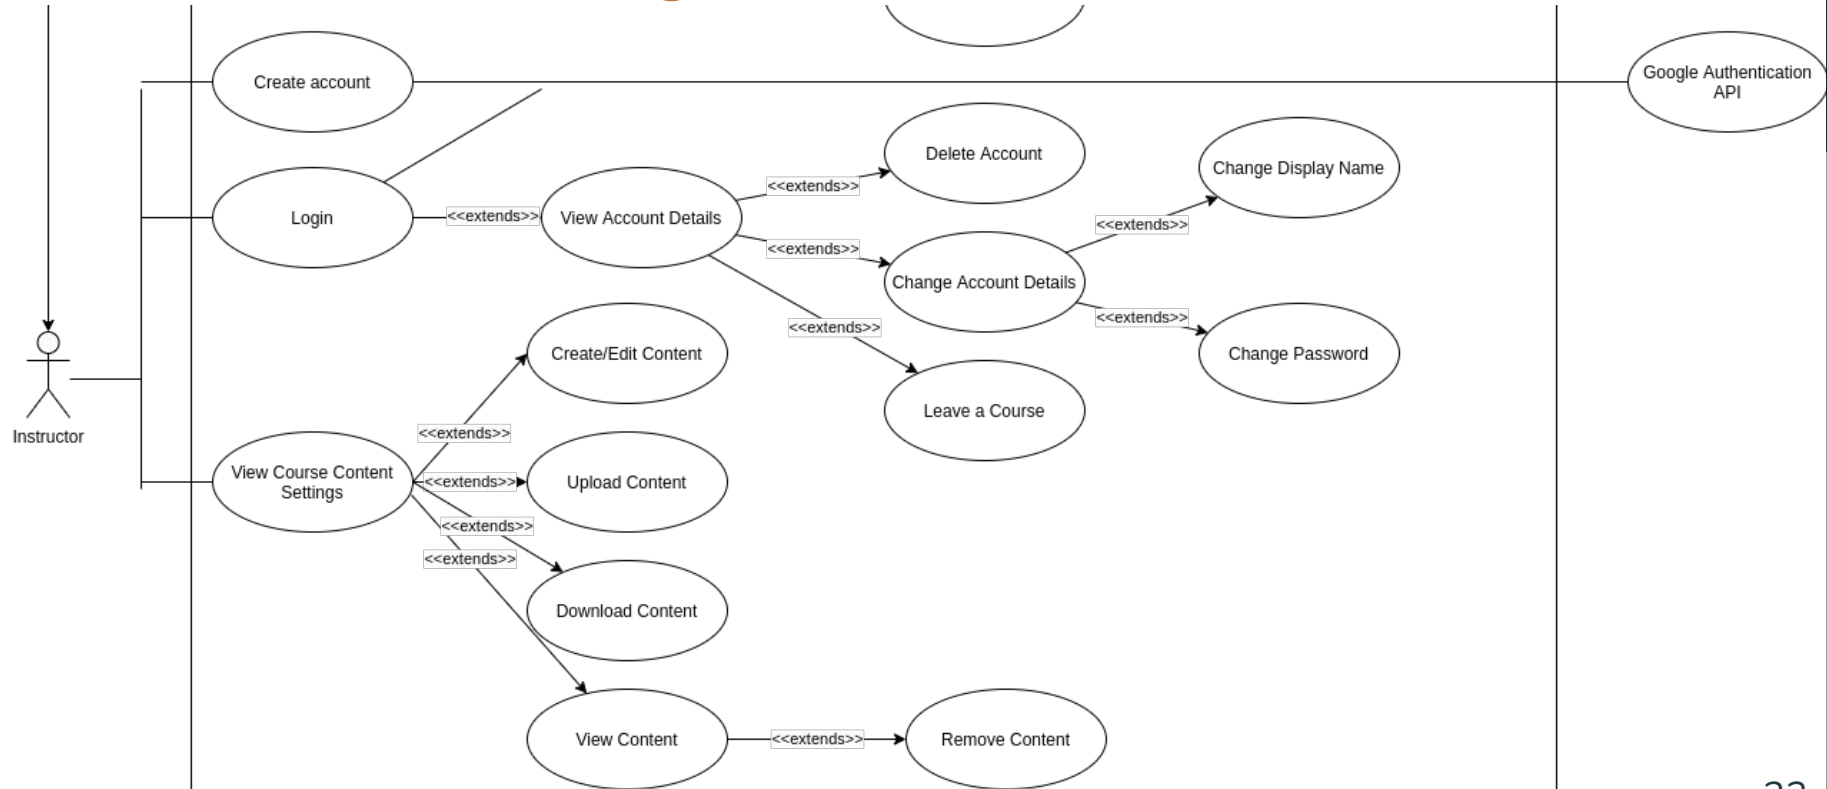 Create account
Google Authentication
API
Delete Account
Change Display Name
<<extends>>
Login
<<extends>>
View Account Details
<<extends>>
<<extends>>
Change Account Details
<<extends>>
<<extends>>
Create/Edit Content
Change Password
Leave a Course
Instructor
<<extends>>
View Course Content
Settings
<<extends>>
Upload Content
<<extends>>
<<extends>>
Download Content
View Content
<<extends>>
Remove Content